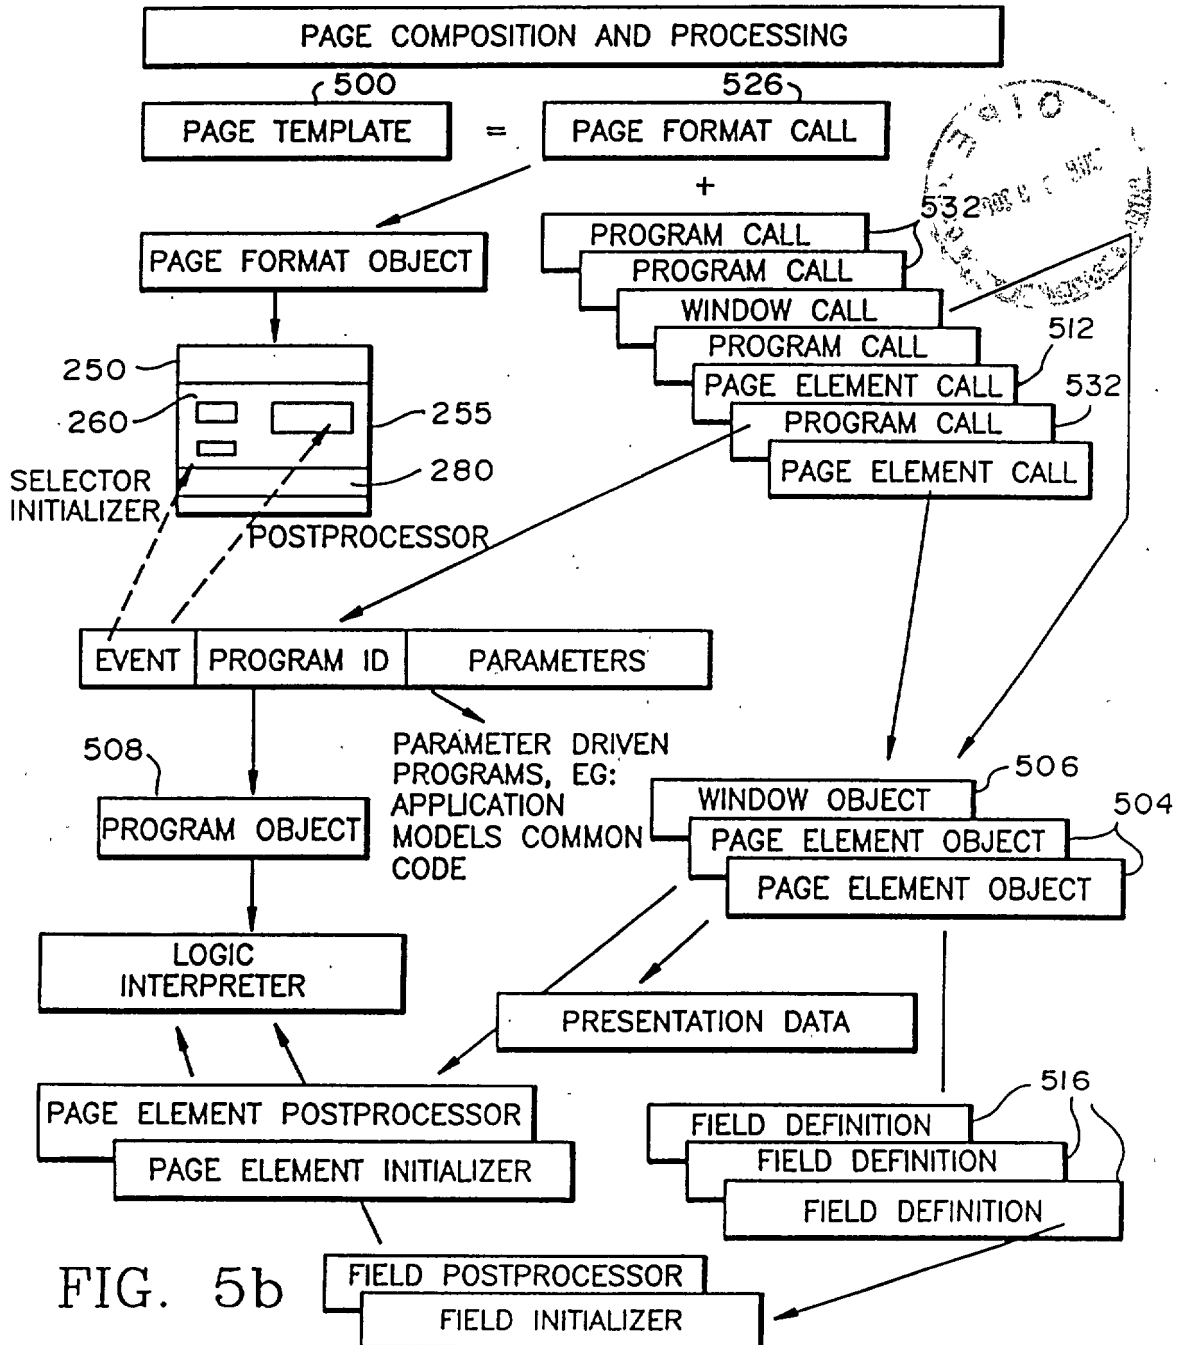 PAGE COMPOSITION AND PROCESSING
500
526
PAGE TEMPLATE
=
PAGE FORMAT CALL
+
532
PROGRAM CALL
PROGRAM CALL
WINDOW CALL
PROGRAM CALL
512
PAGE ELEMENT CALL
532
PROGRAM CALL
PAGE ELEMENT CALL
PAGE FORMAT OBJECT
250
260
255
280
SELECTOR
INITIALIZER
POSTPROCESSOR
EVENT
PROGRAM ID
PARAMETERS
508
PROGRAM OBJECT
PARAMETER DRIVEN
PROGRAMS, EG:
APPLICATION
MODELS COMMON
CODE
506
WINDOW OBJECT
504
PAGE ELEMENT OBJECT
PAGE ELEMENT OBJECT
LOGIC
INTERPRETER
PRESENTATION DATA
PAGE ELEMENT POSTPROCESSOR
PAGE ELEMENT INITIALIZER
516
FIELD DEFINITION
FIELD DEFINITION
FIELD DEFINITION
FIELD POSTPROCESSOR
FIELD INITIALIZER
FIG. 5b
OIPE